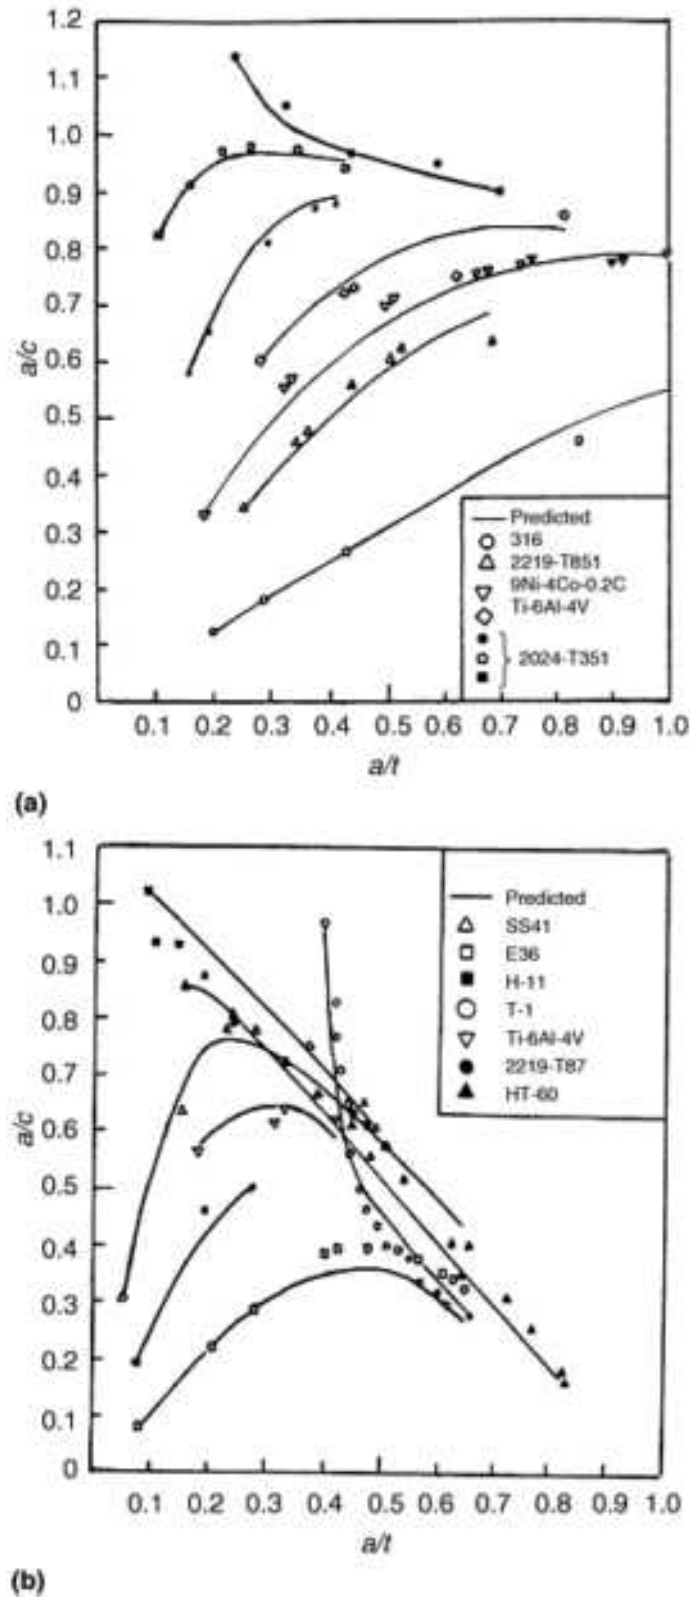 1.2
1.1
1.0
0.9
0.8
0.7
0.6
0.5
0.4
0.3
0.2
0.1
0
a/c
Predicted
316
2219-T851
9Ni-4Co-0.2C
Ti-6Al-4V
2024-T351
0.1 0.2 0.3 0.4 0.5 0.6 0.7 0.8 0.9 1.0
a/t
(a)
1.1
1.0
0.9
0.8
0.7
0.6
0.5
0.4
0.3
0.2
0.1
0
a/c
Predicted
SS41
E36
H-11
T-1
Ti-6Al-4V
2219-T87
HT-60
0.1 0.2 0.3 0.4 0.5 0.6 0.7 0.8 0.9 1.0
a/t
(b)